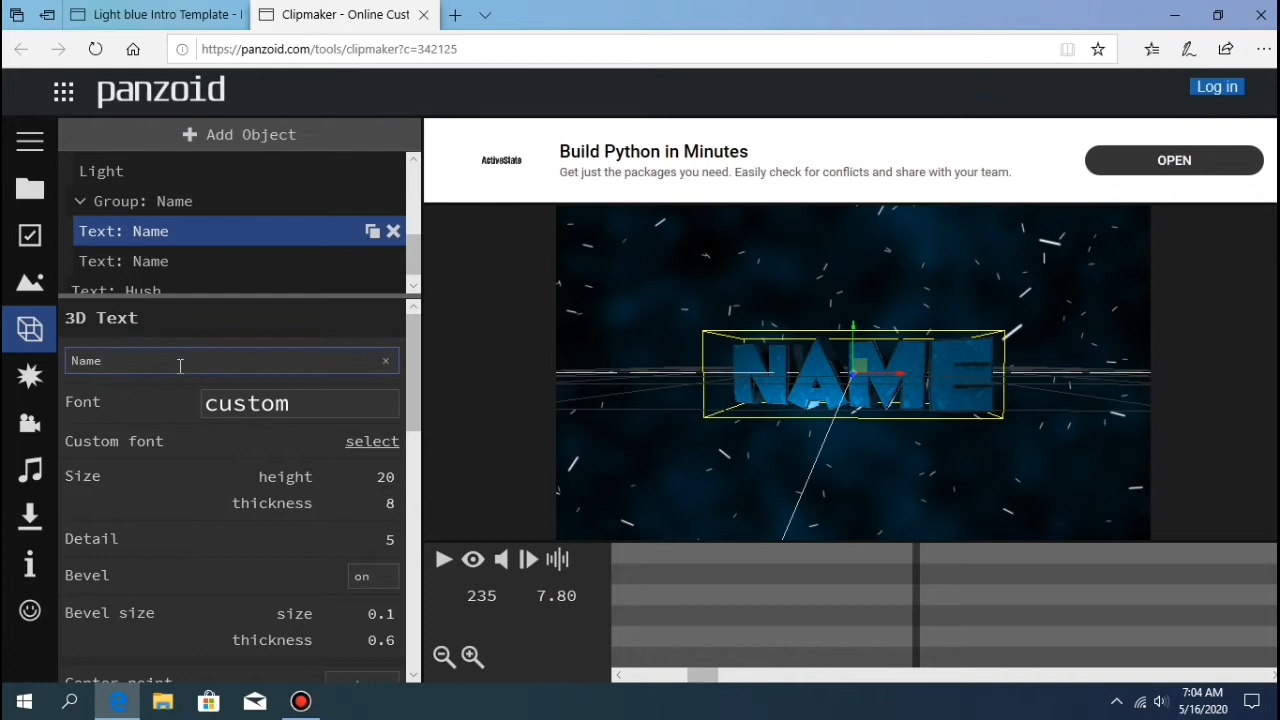 Light blue Intro Template - I
Clipmaker - Online Cust
https://panzoid.com/tools/clipmaker?c=342125
panzoid
Log in
Add Object
Light
Group: Name
Text: Name
Text: Name
Text: Hush
3D Text
Name
Font custom
Custom font select
Size height 20
thickness 8
Detail 5
Bevel on
Bevel size size 0.1
thickness 0.6
Center point
ActiveState
Build Python in Minutes
Get just the packages you need. Easily check for conflicts and share with your team.
OPEN
NAME
235 7.80
7:04 AM
5/16/2020